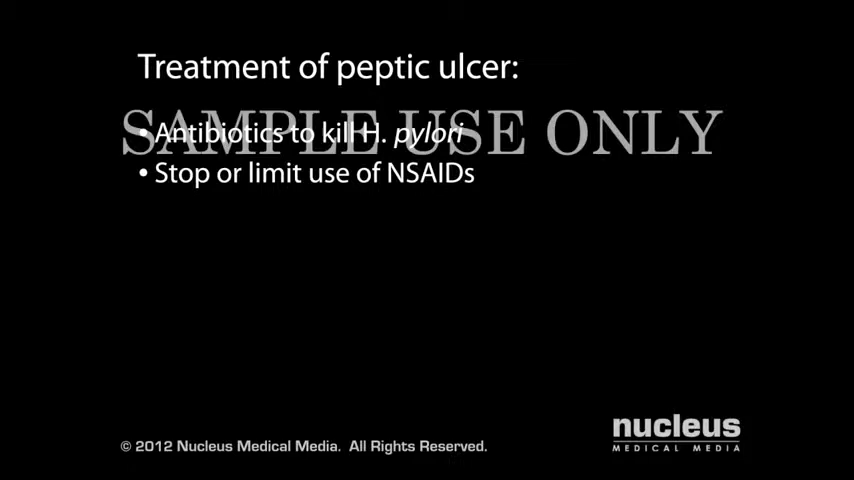 Treatment of peptic ulcer:
SAMPLE USE ONLY
• Antibiotics to kill H. pylori
• Stop or limit use of NSAIDs
nucleus
MEDICAL MEDIA
© 2012 Nucleus Medical Media. All Rights Reserved.